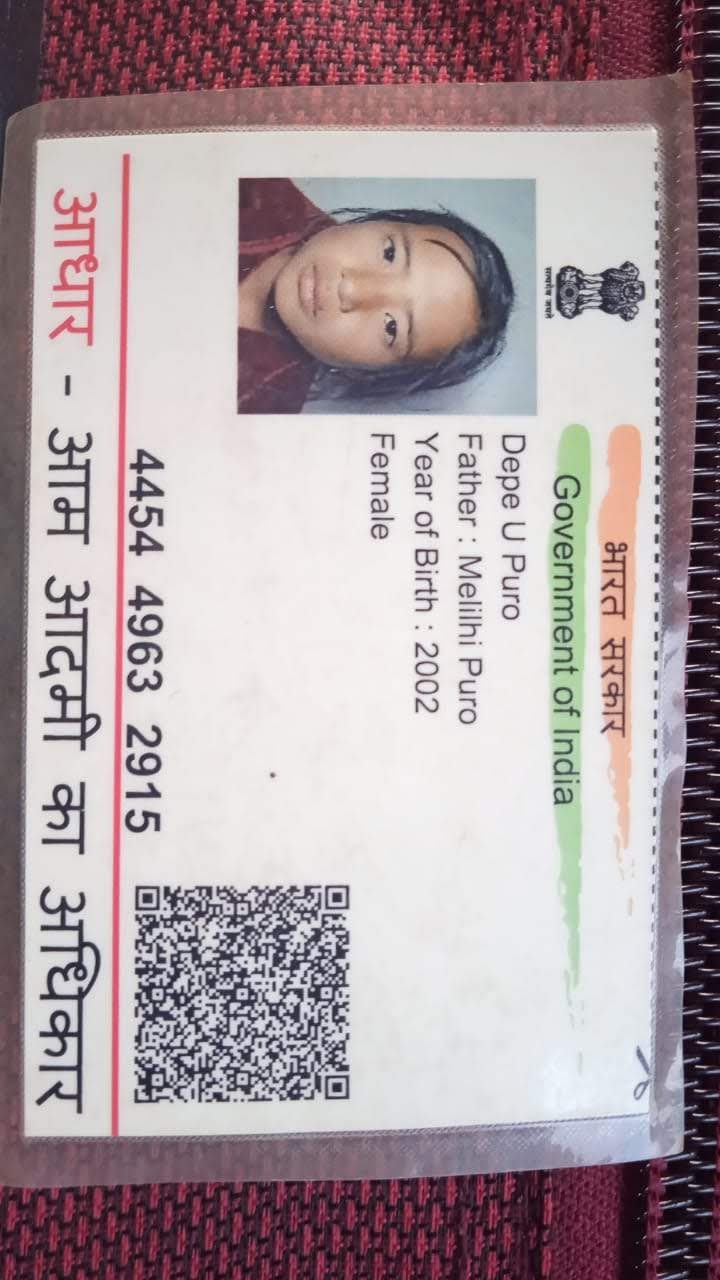 भारत सरकार
Government of India
सत्यमेव जयते
Depe U Puro
Father : Melilhi Puro
Year of Birth : 2002
Female
4454 4963 2915
आधार - आम आदमी का अधिकार